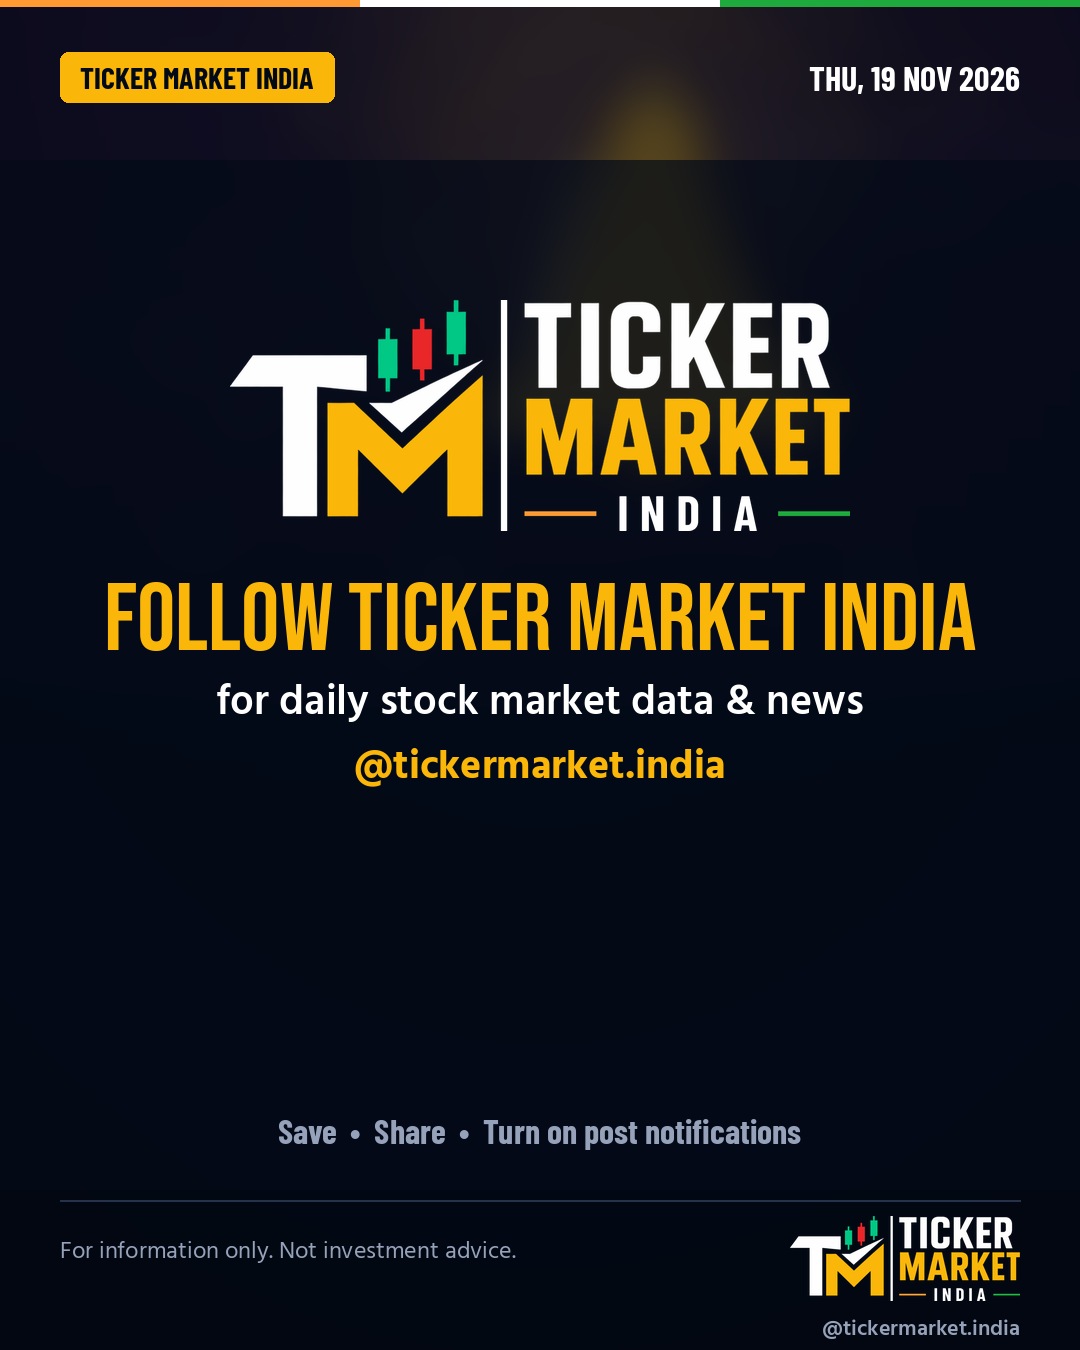 TICKER MARKET INDIA
THU, 19 NOV 2026
TM
TICKER
MARKET
INDIA
FOLLOW TICKER MARKET INDIA
for daily stock market data & news
@tickermarket.india
Save • Share • Turn on post notifications
For information only. Not investment advice.
TM
TICKER
MARKET
INDIA
@tickermarket.india